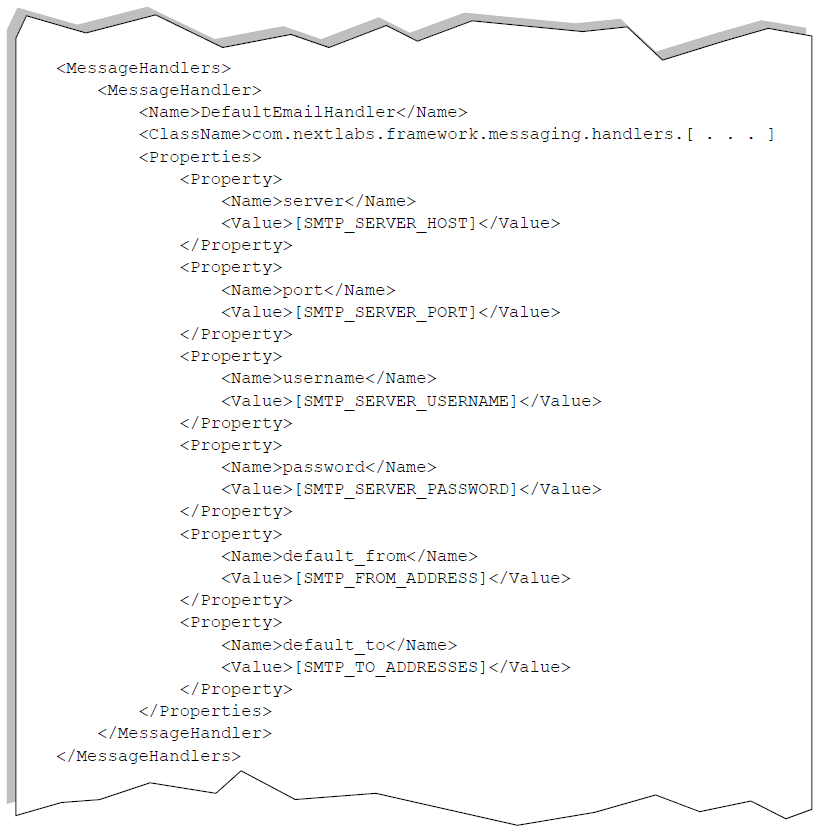 <MessageHandlers>
<MessageHandler>
<Name>DefaultEmailHandler</Name>
<ClassName>com.nextlabs.framework.messaging.handlers.[ . . . ]
<Properties>
<Property>
<Name>server</Name>
<Value>[SMTP_SERVER_HOST]</Value>
</Property>
<Property>
<Name>port</Name>
<Value>[SMTP_SERVER_PORT]</Value>
</Property>
<Property>
<Name>username</Name>
<Value>[SMTP_SERVER_USERNAME]</Value>
</Property>
<Property>
<Name>password</Name>
<Value>[SMTP_SERVER_PASSWORD]</Value>
</Property>
<Property>
<Name>default_from</Name>
<Value>[SMTP_FROM_ADDRESS]</Value>
</Property>
<Property>
<Name>default_to</Name>
<Value>[SMTP_TO_ADDRESSES]</Value>
</Property>
</Properties>
</MessageHandler>
</MessageHandlers>